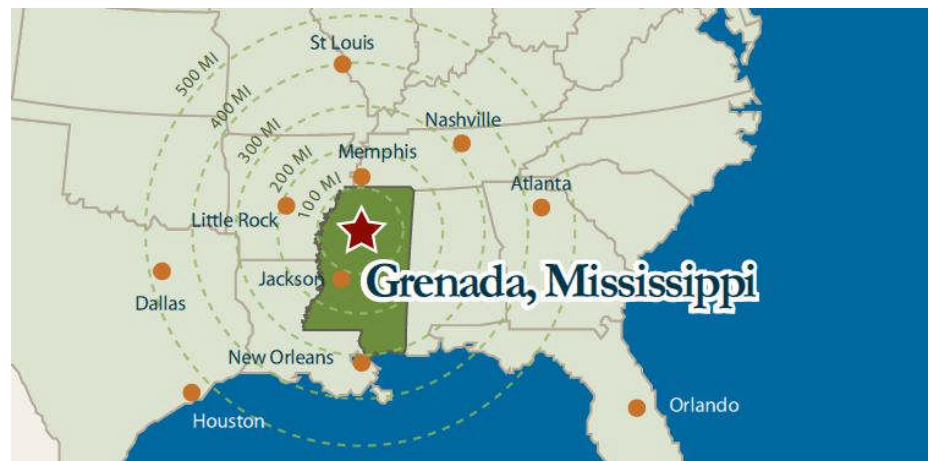 St Louis
500 MI
400 MI
Nashville
300 MI
Memphis
200 MI
Atlanta
100 MI
Little Rock
Jackson
Grenada, Mississippi
Dallas
New Orleans
Orlando
Houston